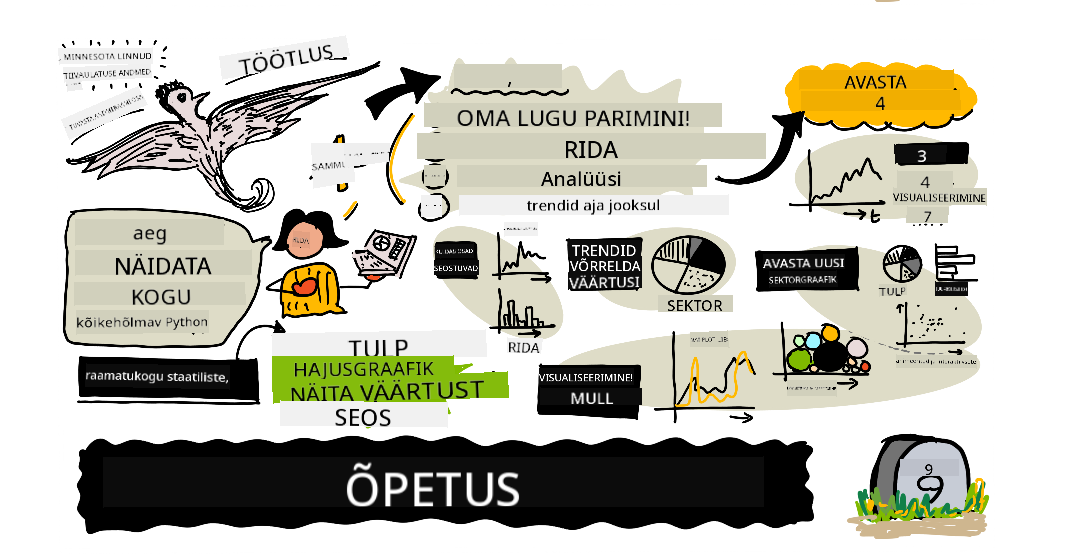 MINNESOTA LINNUD
TIIVAULATUSE ANDMED
TÖÖTLUS
,
OMA LUGU PARIMINI!
RIDA
Analüüsi
trendid aja jooksul
SAMM
AVASTA
4
3
4
VISUALISEERIMINE
7
t
aeg
NÄIDATA
KOGU
kõikehõlmav Python
raamatukogu staatiliste,
SEOSTUVAD
RIDA
TRENDID
VÕRRELDA
VÄÄRTUSI
SEKTOR
AVASTA UUSI
SEKTORGRAAFIK
TULP
TULP
HAJUSGRAAFIK
NÄITA VÄÄRTUST
SEOS
VISUALISEERIMINE!
MULL
ÕPETUS
9